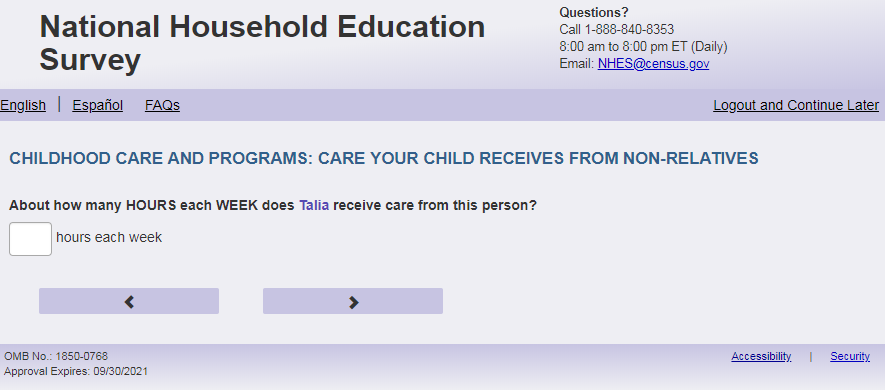 National Household Education
Survey
Questions?
Call 1-888-840-8353
8:00 am to 8:00 pm ET (Daily)
Email: NHES@census.gov
English | Español FAQs Logout and Continue Later
CHILDHOOD CARE AND PROGRAMS: CARE YOUR CHILD RECEIVES FROM NON-RELATIVES
About how many HOURS each WEEK does Talia receive care from this person?
hours each week
OMB No.: 1850-0768
Approval Expires: 09/30/2021
Accessibility | Security